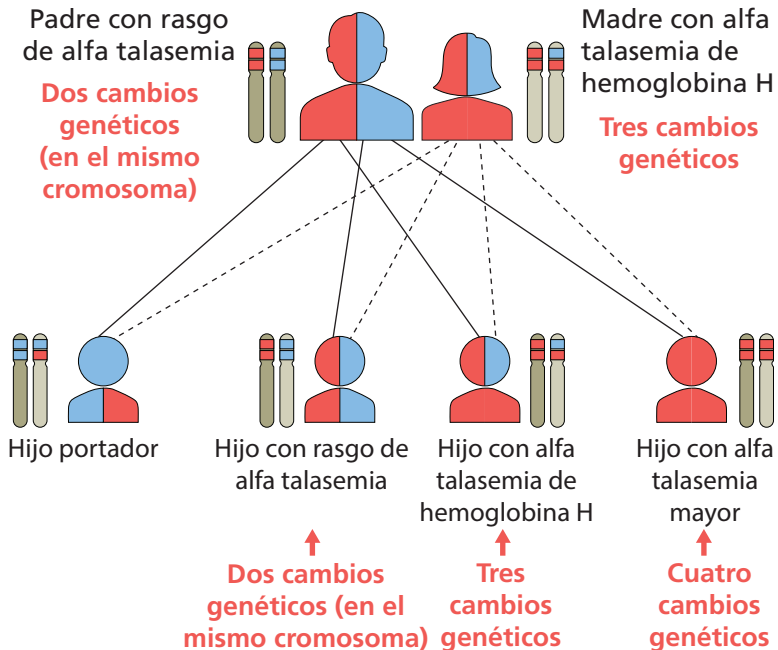 Padre con rasgo
de alfa talasemia
Dos cambios
genéticos
(en el mismo
cromosoma)
Madre con alfa
talasemia de
hemoglobina H
Tres cambios
genéticos
Hijo portador
Hijo con rasgo de
alfa talasemia
Hijo con alfa
talasemia de
hemoglobina H
Hijo con alfa
talasemia
mayor
Dos cambios
genéticos (en el
mismo cromosoma)
Tres
cambios
genéticos
Cuatro
cambios
genéticos